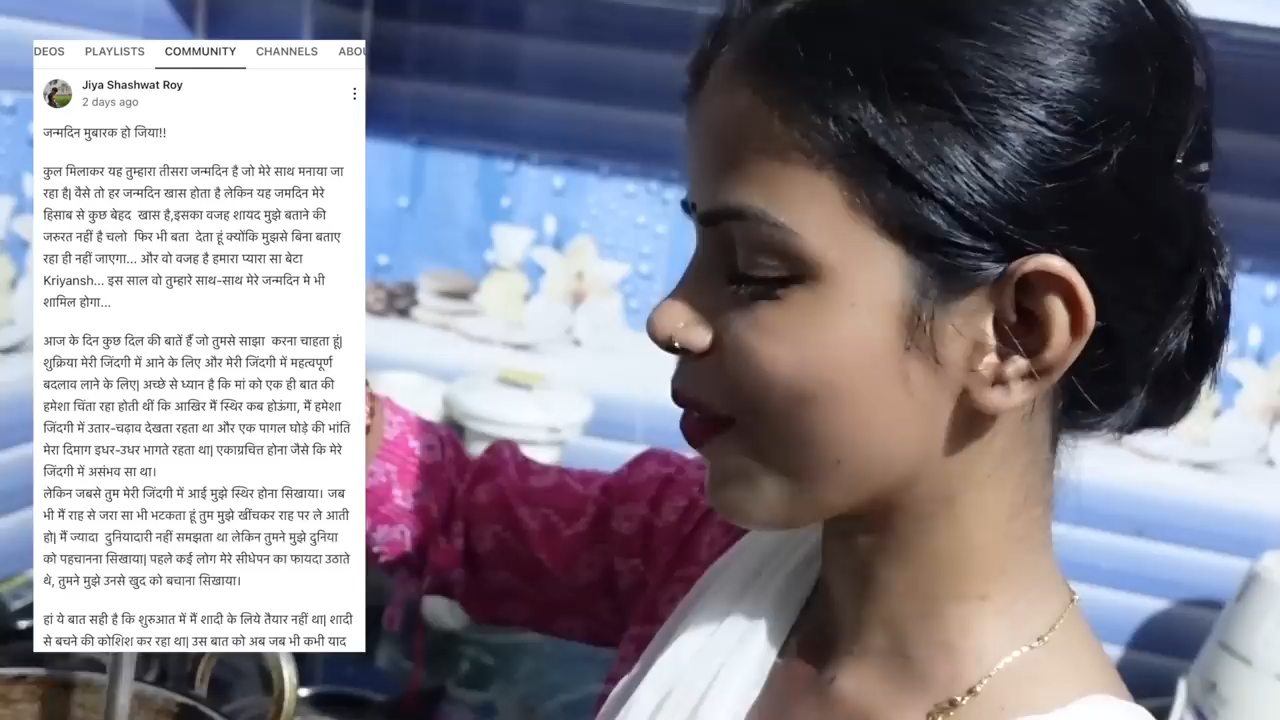 DEOS PLAYLISTS COMMUNITY CHANNELS ABOU
Jiya Shashwat Roy
2 days ago
जन्मदिन मुबारक हो जिया!!
कुल मिलाकर यह तुम्हारा तीसरा जन्मदिन है जो मेरे साथ मनाया जा
रहा है| वैसे तो हर जन्मदिन खास होता है लेकिन यह जमदिन मेरे
हिसाब से कुछ बेहद खास है,इसका वजह शायद मुझे बताने की
जरुरत नहीं है चलो फिर भी बता देता हूं क्योंकि मुझसे बिना बताए
रहा ही नहीं जाएगा... और वो वजह है हमारा प्यारा सा बेटा
Kriyansh... इस साल वो तुम्हारे साथ-साथ मेरे जन्मदिन मे भी
शामिल होगा...
आज के दिन कुछ दिल की बातें हैं जो तुमसे साझा करना चाहता हूं|
शुक्रिया मेरी जिंदगी में आने के लिए और मेरी जिंदगी में महत्वपूर्ण
बदलाव लाने के लिए| अच्छे से ध्यान है कि मां को एक ही बात की
हमेशा चिंता रहा होती थीं कि आखिर मैं स्थिर कब होऊंगा, मैं हमेशा
जिंदगी में उतार-चढ़ाव देखता रहता था और एक पागल घोड़े की भांति
मेरा दिमाग इधर-उधर भागते रहता था| एकाग्रचित्त होना जैसे कि मेरे
जिंदगी में असंभव सा था।
लेकिन जबसे तुम मेरी जिंदगी में आई मुझे स्थिर होना सिखाया। जब
भी मैं राह से जरा सा भी भटकता हूं तुम मुझे खींचकर राह पर ले आती
हो| मैं ज्यादा दुनियादारी नहीं समझता था लेकिन तुमने मुझे दुनिया
को पहचानना सिखाया| पहले कई लोग मेरे सीधेपन का फायदा उठाते
थे, तुमने मुझे उनसे खुद को बचाना सिखाया।
हां ये बात सही है कि शुरुआत में मैं शादी के लिये तैयार नहीं था| शादी
से बचने की कोशिश कर रहा था| उस बात को अब जब भी कभी याद